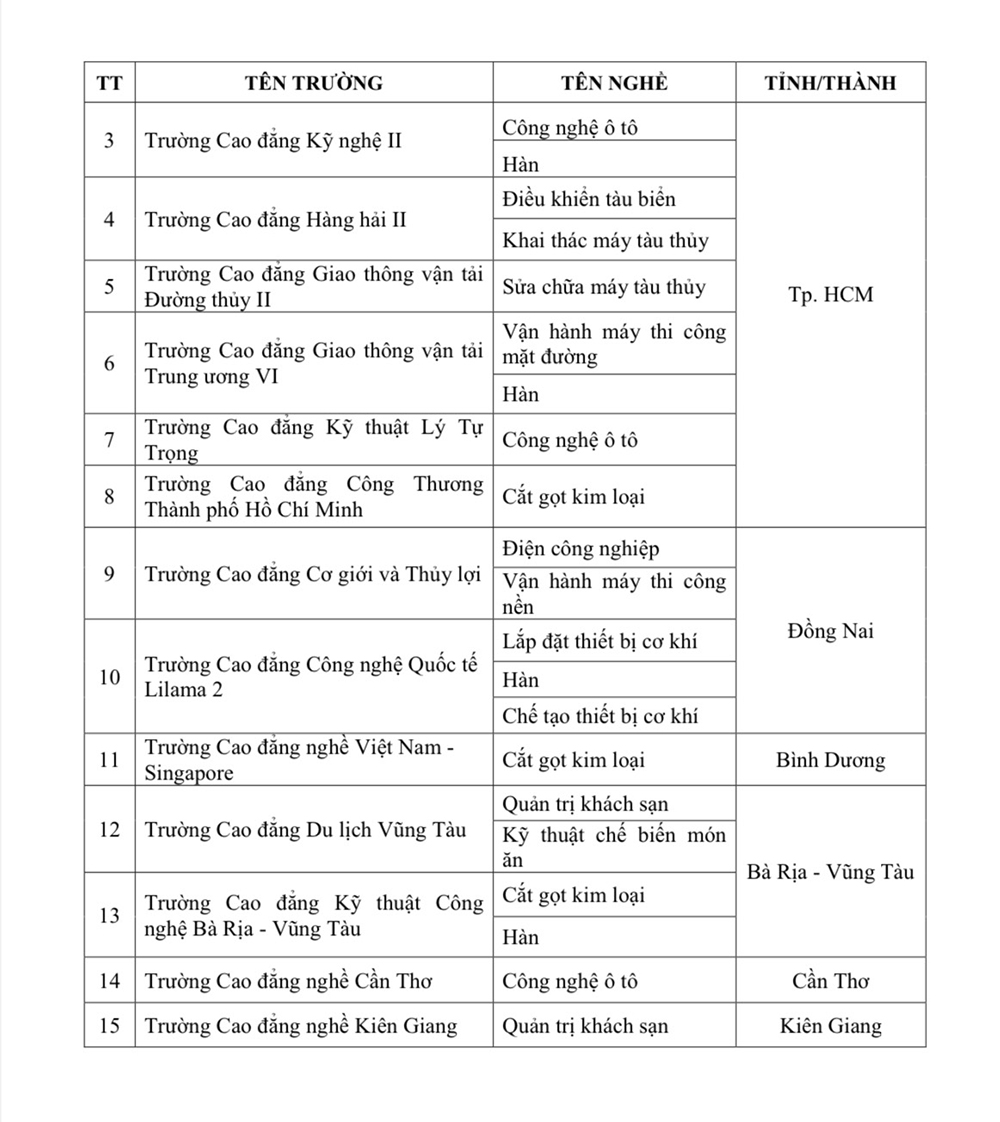 TT TÊN TRƯỜNG TÊN NGHỀ TỈNH/THÀNH
3 Trường Cao đẳng Kỹ nghệ II
Công nghệ ô tô
Hàn
Tp. HCM
4 Trường Cao đẳng Hàng hải II
Điều khiển tàu biển
Khai thác máy tàu thủy
5 Trường Cao đẳng Giao thông vận tải
Đường thủy II
Sửa chữa máy tàu thủy
6 Trường Cao đẳng Giao thông vận tải
Trung ương VI
Vận hành máy thi công
mặt đường
Hàn
7 Trường Cao đẳng Kỹ thuật Lý Tự
Trọng
Công nghệ ô tô
8 Trường Cao đẳng Công Thương
Thành phố Hồ Chí Minh
Cắt gọt kim loại
9 Trường Cao đẳng Cơ giới và Thủy lợi
Điện công nghiệp
Vận hành máy thi công
nền
Đồng Nai
10 Trường Cao đẳng Công nghệ Quốc tế
Lilama 2
Lắp đặt thiết bị cơ khí
Hàn
Chế tạo thiết bị cơ khí
11 Trường Cao đẳng nghề Việt Nam -
Singapore
Cắt gọt kim loại
Bình Dương
12 Trường Cao đẳng Du lịch Vũng Tàu
Quản trị khách sạn
Kỹ thuật chế biến món
ăn
Bà Rịa - Vũng Tàu
13 Trường Cao đẳng Kỹ thuật Công
nghệ Bà Rịa - Vũng Tàu
Cắt gọt kim loại
Hàn
14 Trường Cao đẳng nghề Cần Thơ Công nghệ ô tô Cần Thơ
15 Trường Cao đẳng nghề Kiên Giang Quản trị khách sạn Kiên Giang